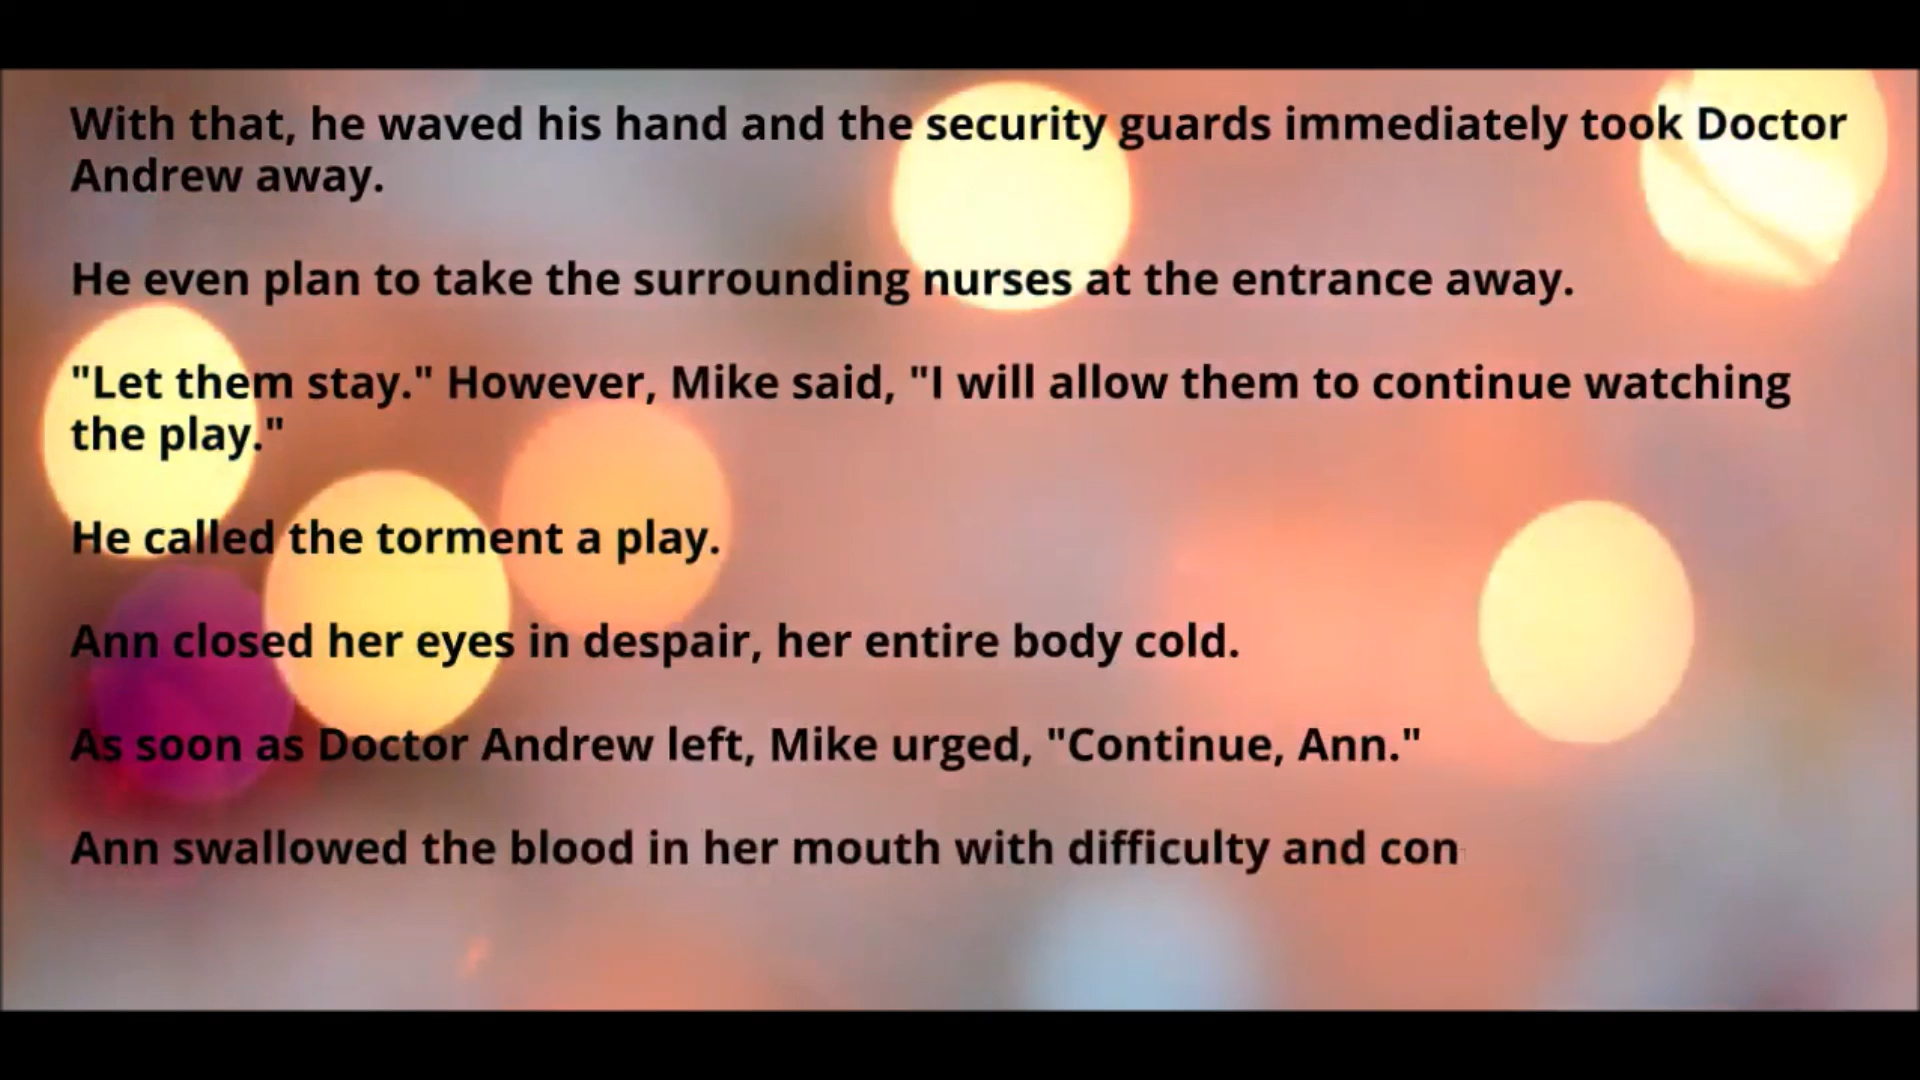 With that, he waved his hand and the security guards immediately took Doctor
Andrew away.
He even plan to take the surrounding nurses at the entrance away.
"Let them stay." However, Mike said, "I will allow them to continue watching
the play."
He called the torment a play.
Ann closed her eyes in despair, her entire body cold.
As soon as Doctor Andrew left, Mike urged, "Continue, Ann."
Ann swallowed the blood in her mouth with difficulty and con